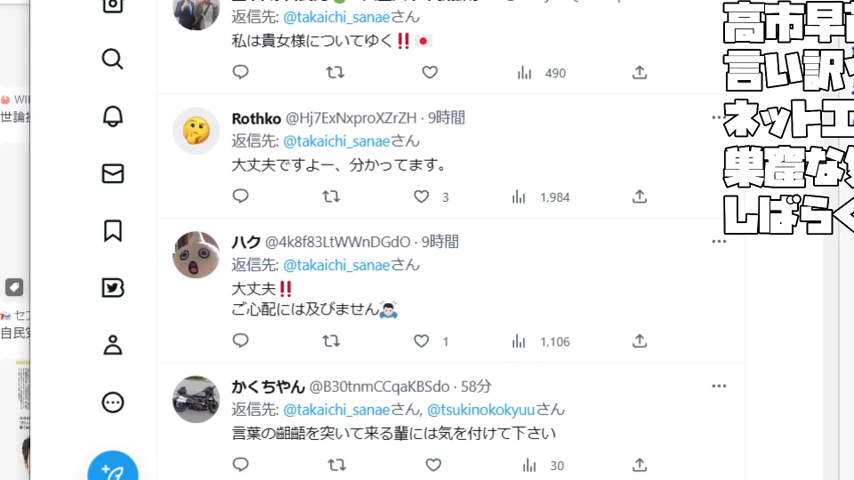 返信先: @takaichi_sanaeさん
私は貴女様についてゆく‼️🇯🇵
490
Rothko @Hj7ExNxproXZrZH · 9時間
返信先: @takaichi_sanaeさん
大丈夫ですよー、分かってます。
3 1,984
ハク @4k8f83LtWWnDGdO · 9時間
返信先: @takaichi_sanaeさん
大丈夫‼️
ご心配には及びません🙇🏻‍♂️
1 1,106
かくちやん @B30tnmCCqaKBSdo · 58分
返信先: @takaichi_sanaeさん, @tsukinokokyuuさん
言葉の齟齬を突いて来る輩には気を付けて下さい
30
高市早
言い訳
ネット工
巣窟な
しばらく
WI
世論
自民